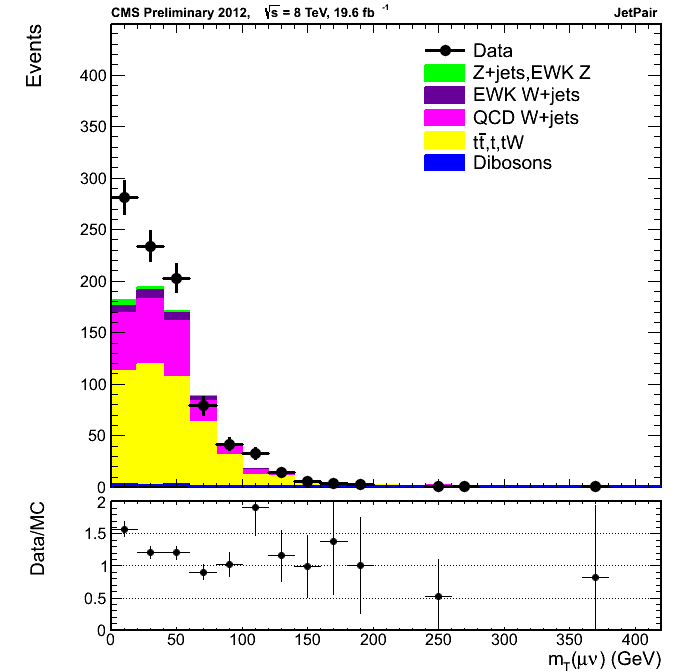 CMS Preliminary 2012, √s = 8 TeV, 19.6 fb⁻¹ JetPair
Events
Data
Z+jets,EWK Z
EWK W+jets
QCD W+jets
tt̅,t,tW
Dibosons
400
350
300
250
200
150
100
50
0
Data/MC
2
1.5
1
0.5
0
0 50 100 150 200 250 300 350 400
m_T(μν) (GeV)